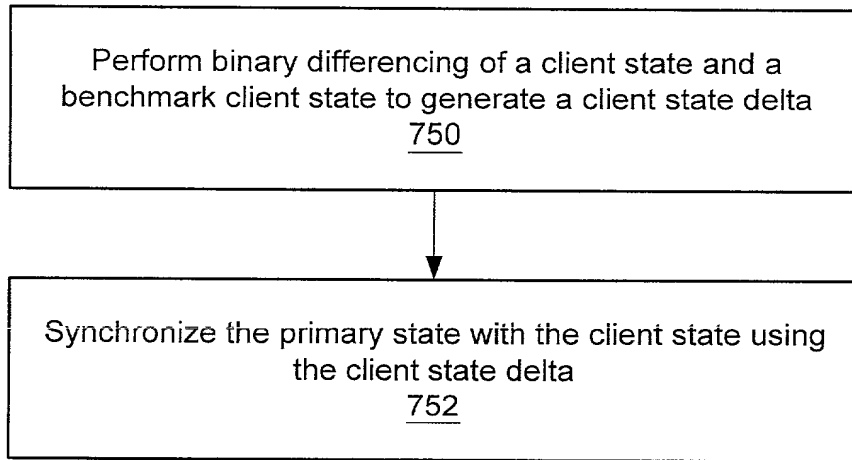 Perform binary differencing of a client state and a
benchmark client state to generate a client state delta
750
Synchronize the primary state with the client state using
the client state delta
752